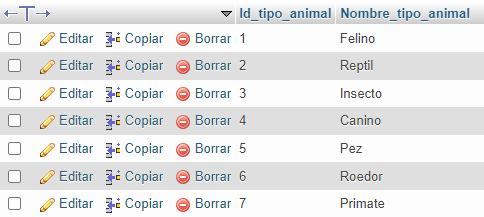 Id_tipo_animal Nombre_tipo_animal
Editar Copiar Borrar 1 Felino
Editar Copiar Borrar 2 Reptil
Editar Copiar Borrar 3 Insecto
Editar Copiar Borrar 4 Canino
Editar Copiar Borrar 5 Pez
Editar Copiar Borrar 6 Roedor
Editar Copiar Borrar 7 Primate